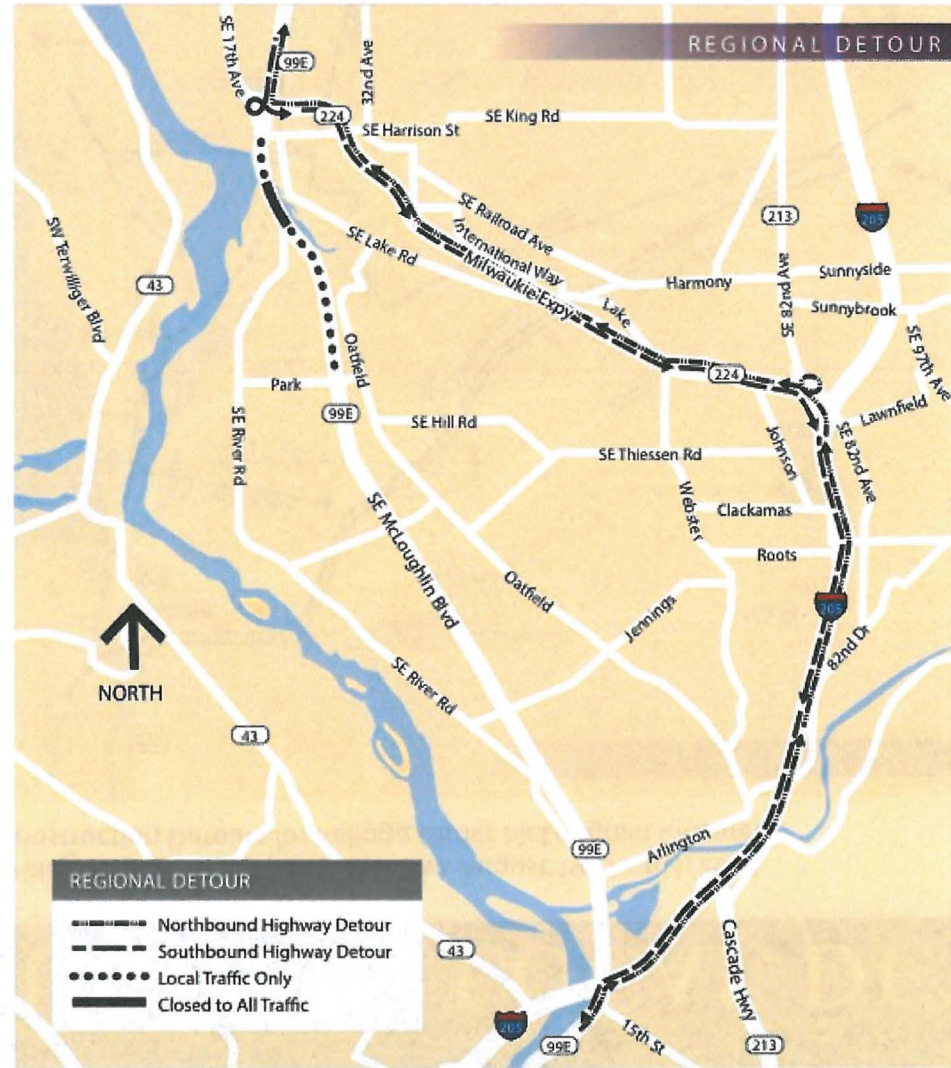 REGIONAL DETOUR
SE 17th Ave
99E
32nd Ave
224
SE Harrison St
SE King Rd
SW Terwilliger Blvd
43
SE Lake Rd
SE Railroad Ave
International Way
Milwaukie Expy
213
205
SE 82nd Ave
Harmony
Sunnyside
Sunnybrook
Lake
SE 97th Ave
224
Lawnfield
SE 82nd Ave
Johnson
Oatfield
Park
99E
SE River Rd
SE Hill Rd
SE Thiessen Rd
Webster
Clackamas
Roots
SE McLoughlin Blvd
Oatfield
Jennings
205
82nd Dr
NORTH
SE River Rd
43
99E
Arlington
REGIONAL DETOUR
Northbound Highway Detour
Southbound Highway Detour
Local Traffic Only
Closed to All Traffic
43
Cascade Hwy
205
99E
15th St
213